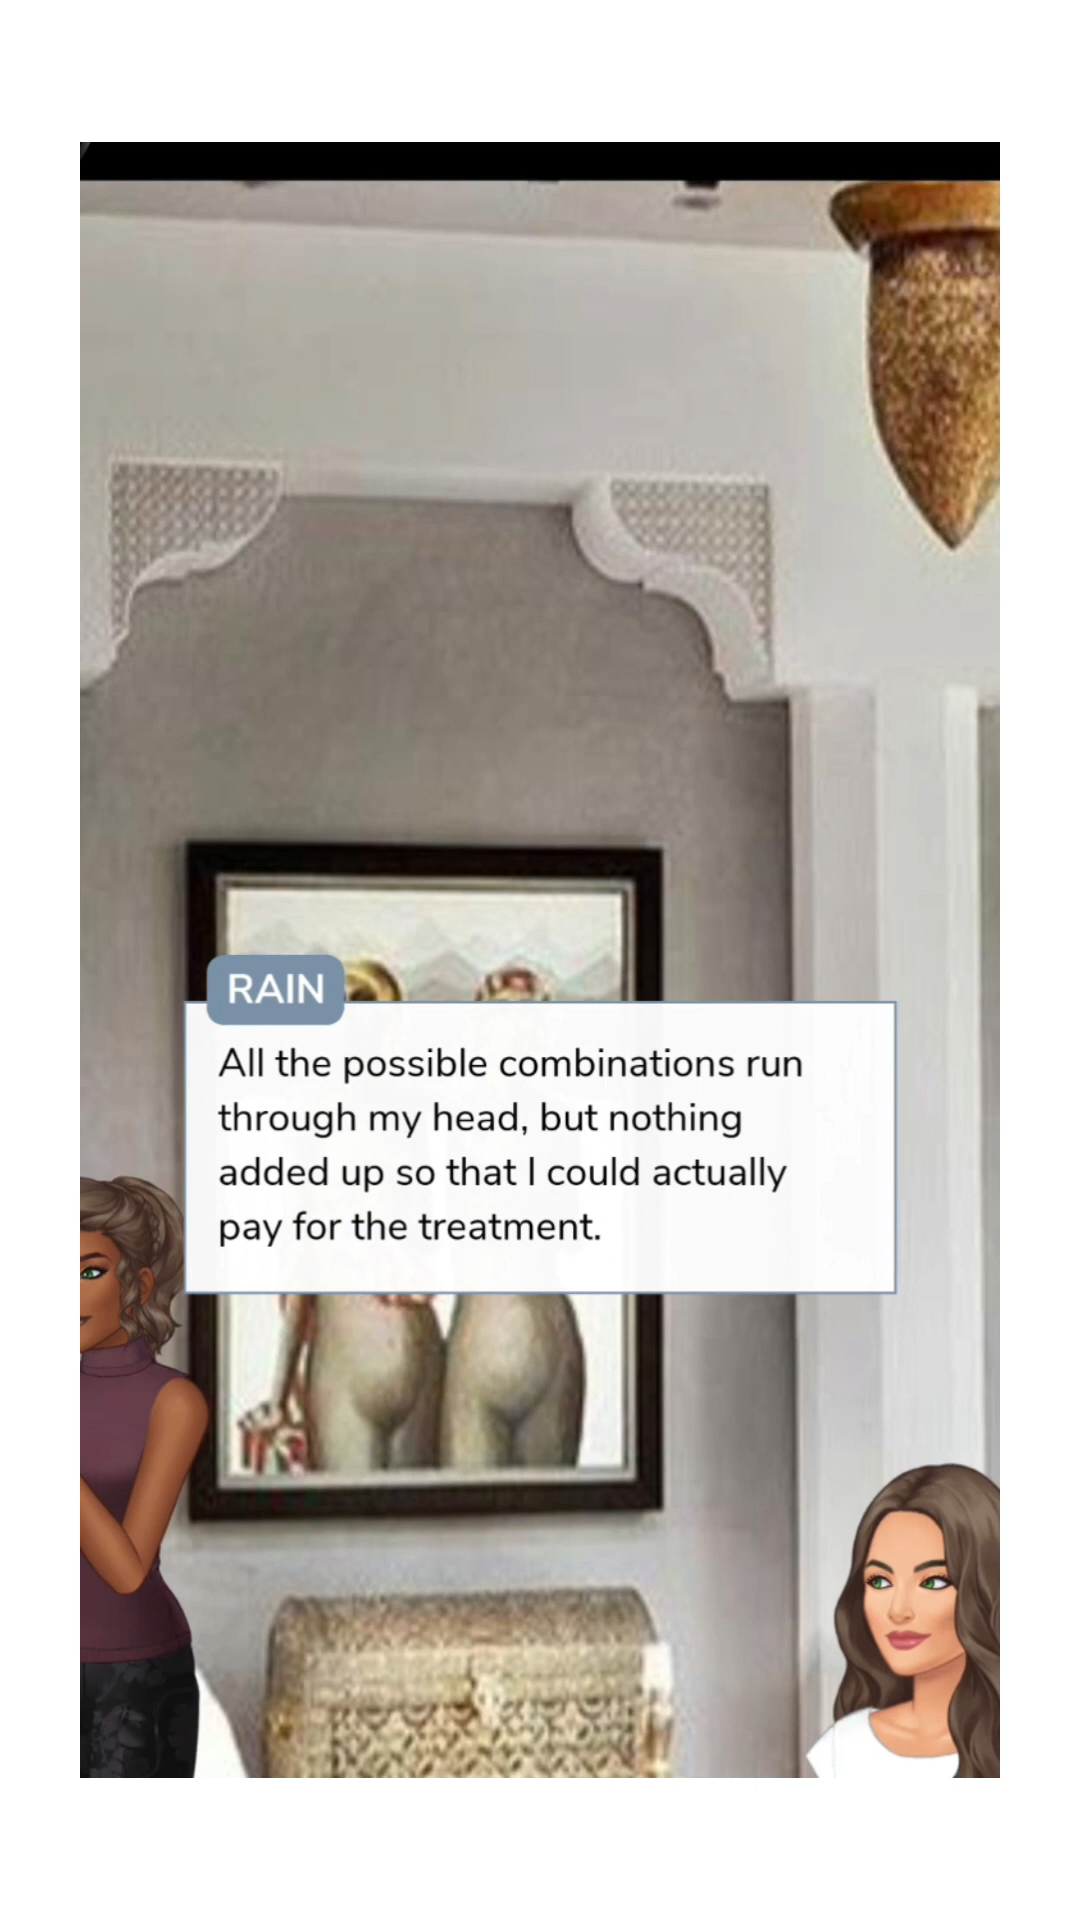 RAIN
All the possible combinations run
through my head, but nothing
added up so that I could actually
pay for the treatment.